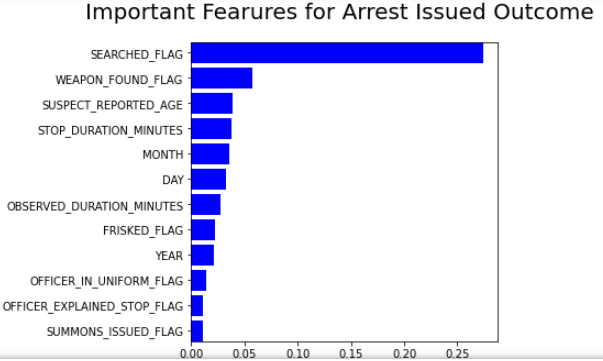 Important Fearures for Arrest Issued Outcome
SEARCHED_FLAG
WEAPON_FOUND_FLAG
SUSPECT_REPORTED_AGE
STOP_DURATION_MINUTES
MONTH
DAY
OBSERVED_DURATION_MINUTES
FRISKED_FLAG
YEAR
OFFICER_IN_UNIFORM_FLAG
OFFICER_EXPLAINED_STOP_FLAG
SUMMONS_ISSUED_FLAG
0.00 0.05 0.10 0.15 0.20 0.25